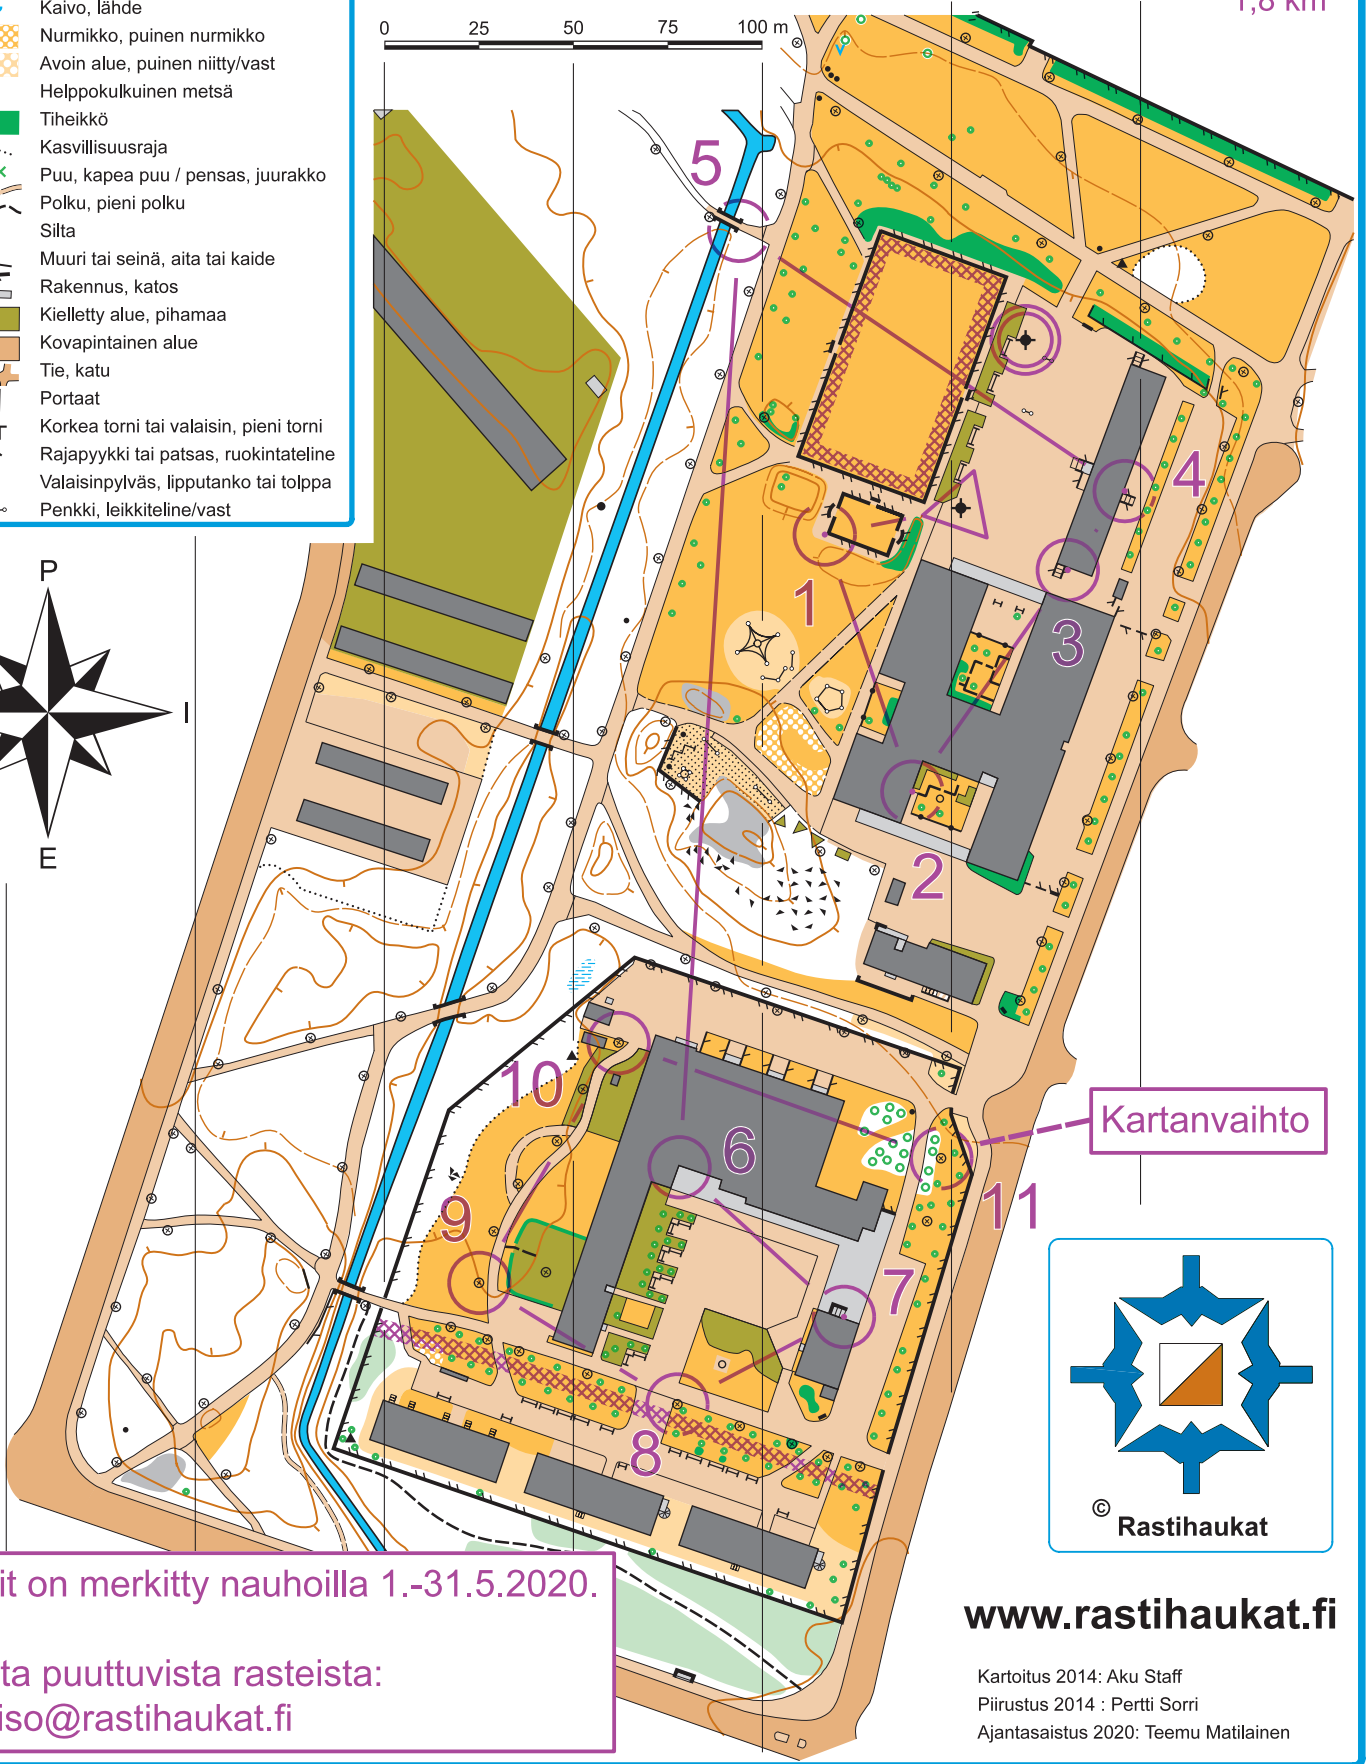 Kaivo, lähde
Nurmikko, puinen nurmikko
Avoin alue, puinen niitty/vast
Helppokulkuinen metsä
Tiheikkö
Kasvillisuusraja
Puu, kapea puu / pensas, juurakko
Polku, pieni polku
Silta
Muuri tai seinä, aita tai kaide
Rakennus, katos
Kielletty alue, pihamaa
Kovapintainen alue
Tie, katu
Portaat
Korkea torni tai valaisin, pieni torni
Rajapyykki tai patsas, ruokintateline
Valaisinpylväs, lipputanko tai tolppa
Penkki, leikkiteline/vast
0 25 50 75 100 m
1,8 km
P
I
E
5
4
1
3
2
10
6
Kartanvaihto
9
11
7
8
©
Rastihaukat
it on merkitty nauhoilla 1.-31.5.2020.
ta puuttuvista rasteista:
iso@rastihaukat.fi
www.rastihaukat.fi
Kartoitus 2014: Aku Staff
Piirustus 2014 : Pertti Sorri
Ajantasaistus 2020: Teemu Matilainen